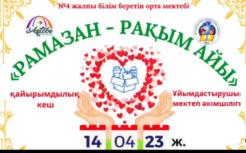 №4 жалпы білім беретін орта мектебі
«РАМАЗАН - РАҚЫМ АЙЫ»
қайырымдылық
кеш
Ұйымдастырушы:
мектеп әкімшілігі
14 04 23 ж.